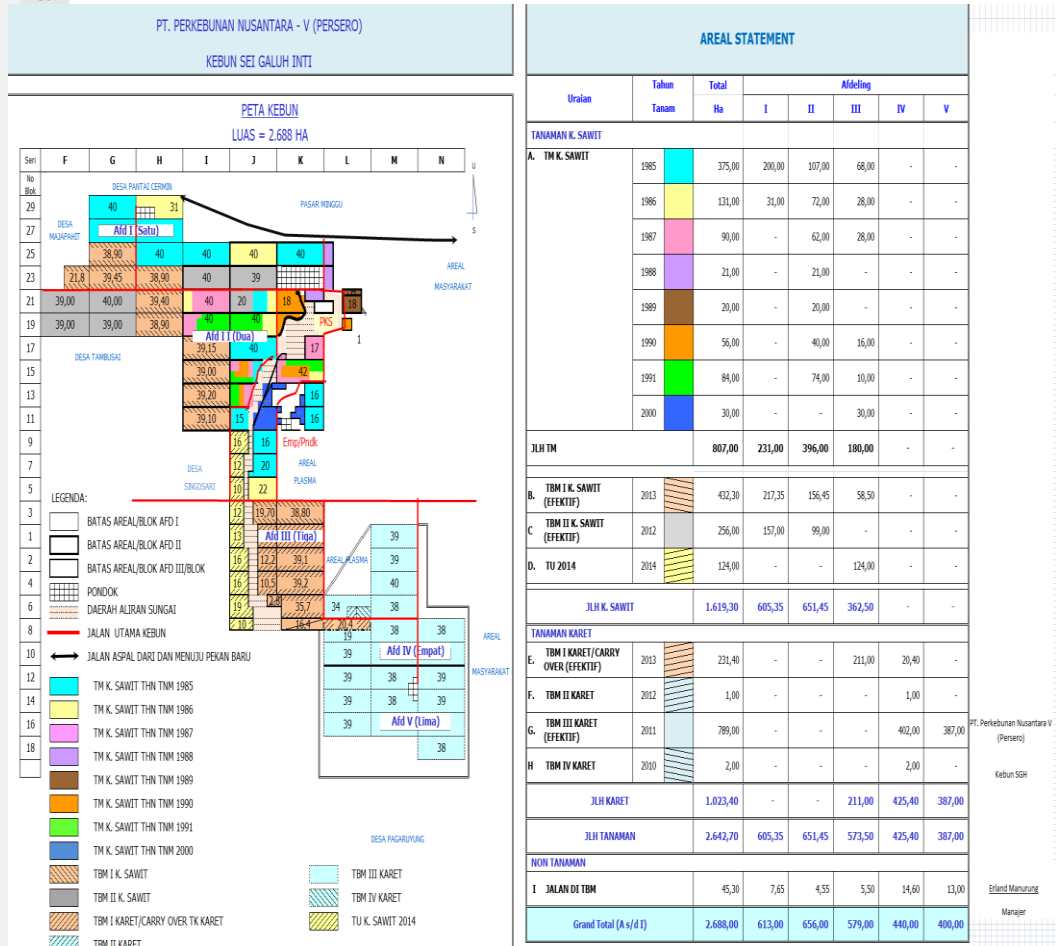 PT. PERKEBUNAN NUSANTARA - V (PERSERO)
KEBUN SEI GALUH INTI
PETA KEBUN
LUAS = 2.688 HA
Seri F G H I J K L M N U
No
Blok
DESA PANTAI CERMIN
29 40 31 PASAR MINGGU
27 DESA MAJAPAHIT Afd I (Satu) S
25 38,90 40 40 40 40 AREAL
23 21,8 39,45 38,90 40 39 MASYARAKAT
21 39,00 40,00 39,40 40 20 18 18
19 39,00 39,00 38,90 40 40 PKS
Afd II (Dua) 1
17 DESA TAMBUSAI 39,15 40 17
15 39,00 42
13 39,20 16
11 39,10 15 16
9 16 16 Emp/Pndk
7 DESA 12 20 AREAL
5 SINGOSARI 10 22 PLASMA
3 12 19,70 38,80
1 13 Afd III (Tiga) 39
2 16 12,2 39,1 AREAL PLASMA 39
4 16 10,5 39,2 40
6 19 2,8 35,7 34 38
8 10 16,4 20,4 19 38 38 AREAL
10 39 Afd IV (Empat)
12 39 38 39 MASYARAKAT
14 39 38 39
16 39 Afd V (Lima)
18 38
DESA PAGARUYUNG
LEGENDA:
BATAS AREAL/BLOK AFD I
BATAS AREAL/BLOK AFD II
BATAS AREAL/BLOK AFD III/BLOK
PONDOK
DAERAH ALIRAN SUNGAI
JALAN UTAMA KEBUN
JALAN ASPAL DARI DAN MENUJU PEKAN BARU
TM K. SAWIT THN TNM 1985
TM K. SAWIT THN TNM 1986
TM K. SAWIT THN TNM 1987
TM K. SAWIT THN TNM 1988
TM K. SAWIT THN TNM 1989
TM K. SAWIT THN TNM 1990
TM K. SAWIT THN TNM 1991
TM K. SAWIT THN TNM 2000
TBM I K. SAWIT
TBM II K. SAWIT
TBM I KARET/CARRY OVER TK KARET
TBM II KARET
TBM III KARET
TBM IV KARET
TU K. SAWIT 2014
AREAL STATEMENT
Uraian Tahun Tanam Total Ha Afdeling
I II III IV V
TANAMAN K. SAWIT
A. TM K. SAWIT 1985 375,00 200,00 107,00 68,00 - -
1986 131,00 31,00 72,00 28,00 - -
1987 90,00 - 62,00 28,00 - -
1988 21,00 - 21,00 - - -
1989 20,00 - 20,00 - - -
1990 56,00 - 40,00 16,00 - -
1991 84,00 - 74,00 10,00 - -
2000 30,00 - - 30,00 - -
JLH TM 807,00 231,00 396,00 180,00 - -
B. TBM I K. SAWIT (EFEKTIF) 2013 432,30 217,35 156,45 58,50 - -
C TBM II K. SAWIT (EFEKTIF) 2012 256,00 157,00 99,00 - - -
D. TU 2014 2014 124,00 - - 124,00 - -
JLH K. SAWIT 1.619,30 605,35 651,45 362,50 - -
TANAMAN KARET
E. TBM I KARET/CARRY OVER (EFEKTIF) 2013 231,40 - - 211,00 20,40 -
F. TBM II KARET 2012 1,00 - - - 1,00 -
G. TBM III KARET (EFEKTIF) 2011 789,00 - - - 402,00 387,00
H TBM IV KARET 2010 2,00 - - - 2,00 -
JLH KARET 1.023,40 - - 211,00 425,40 387,00
JLH TANAMAN 2.642,70 605,35 651,45 573,50 425,40 387,00
NON TANAMAN
I JALAN DI TBM 45,30 7,65 4,55 5,50 14,60 13,00
Grand Total (A s/d I) 2.688,00 613,00 656,00 579,00 440,00 400,00
PT. Perkebunan Nusantara V
(Persero)
Kebun SGH
Erland Manurung
Manajer